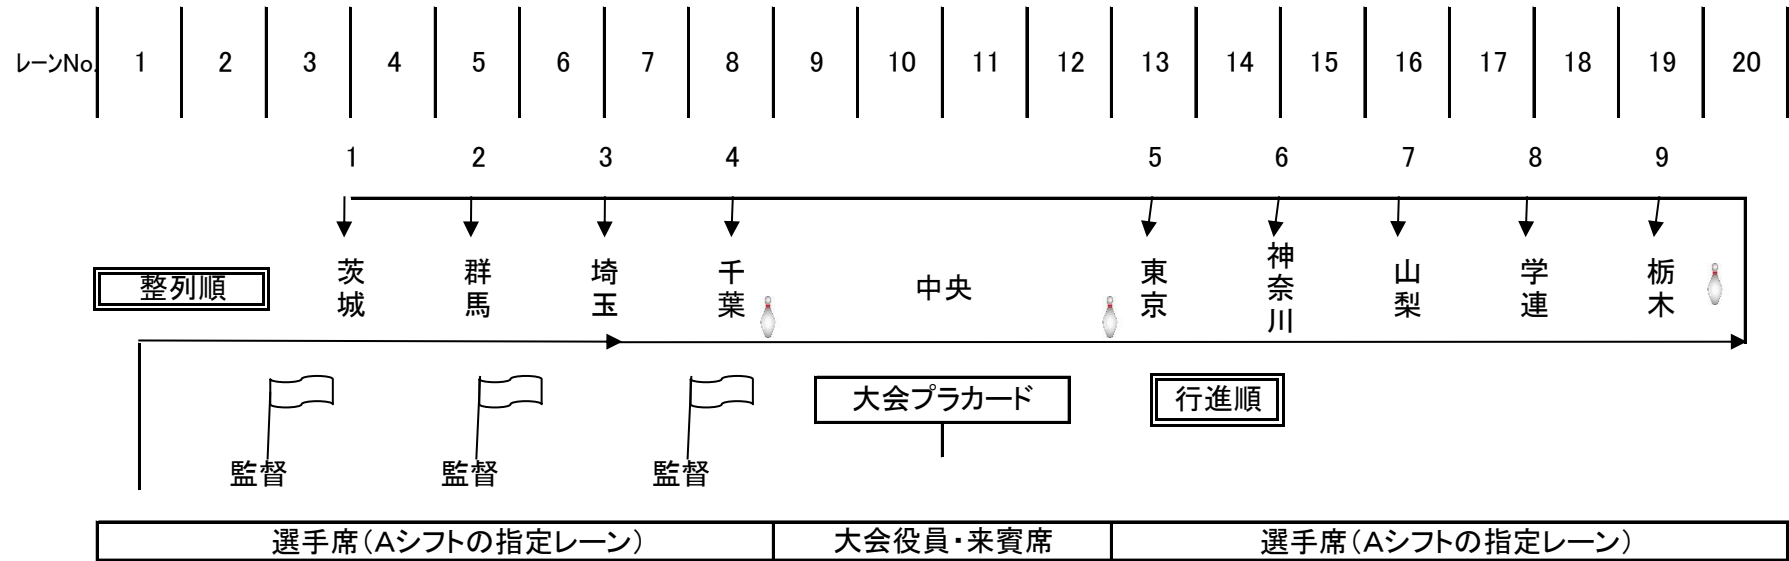 ﾚｰﾝNo. 1 2 3 4 5 6 7 8 9 10 11 12 13 14 15 16 17 18 19 20
1 2 3 4 5 6 7 8 9
整列順 茨城 群馬 埼玉 千葉 中央 東京 神奈川 山梨 学連 栃木
大会プラカード 行進順
監督 監督 監督
選手席(Aシフトの指定レーン) 大会役員・来賓席 選手席(Aシフトの指定レーン)